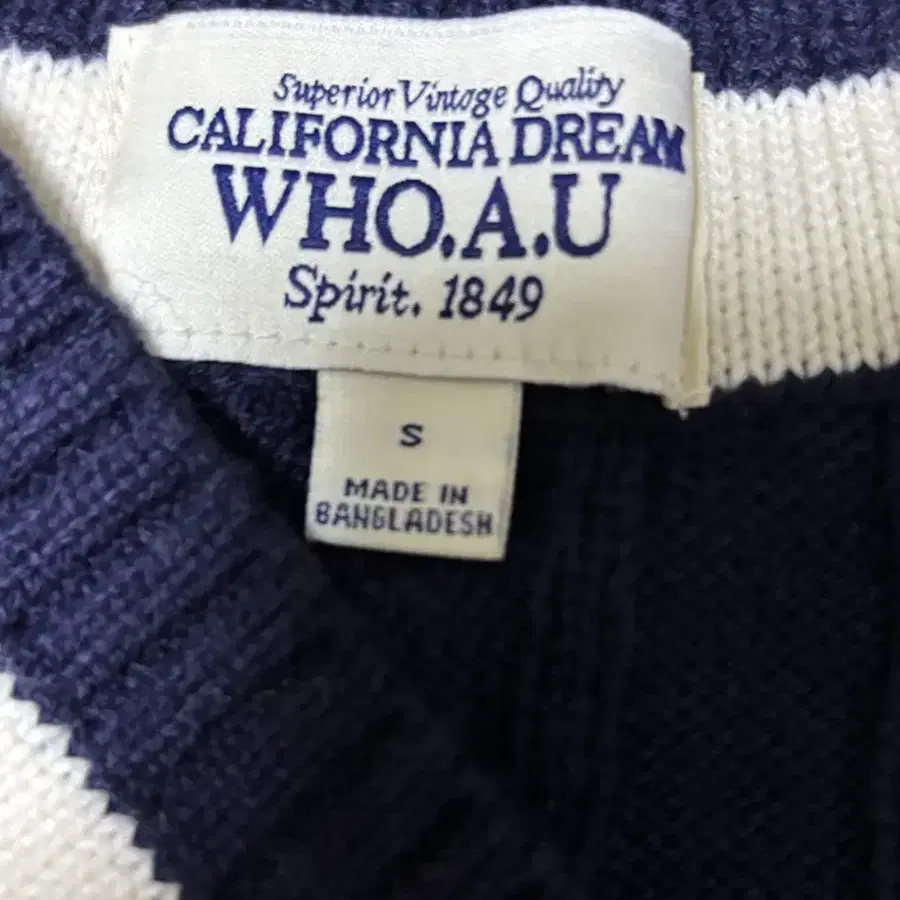 Superior Vintage Quality
CALIFORNIA DREAM
WHO.A.U
Spirit. 1849
S
MADE IN
BANGLADESH